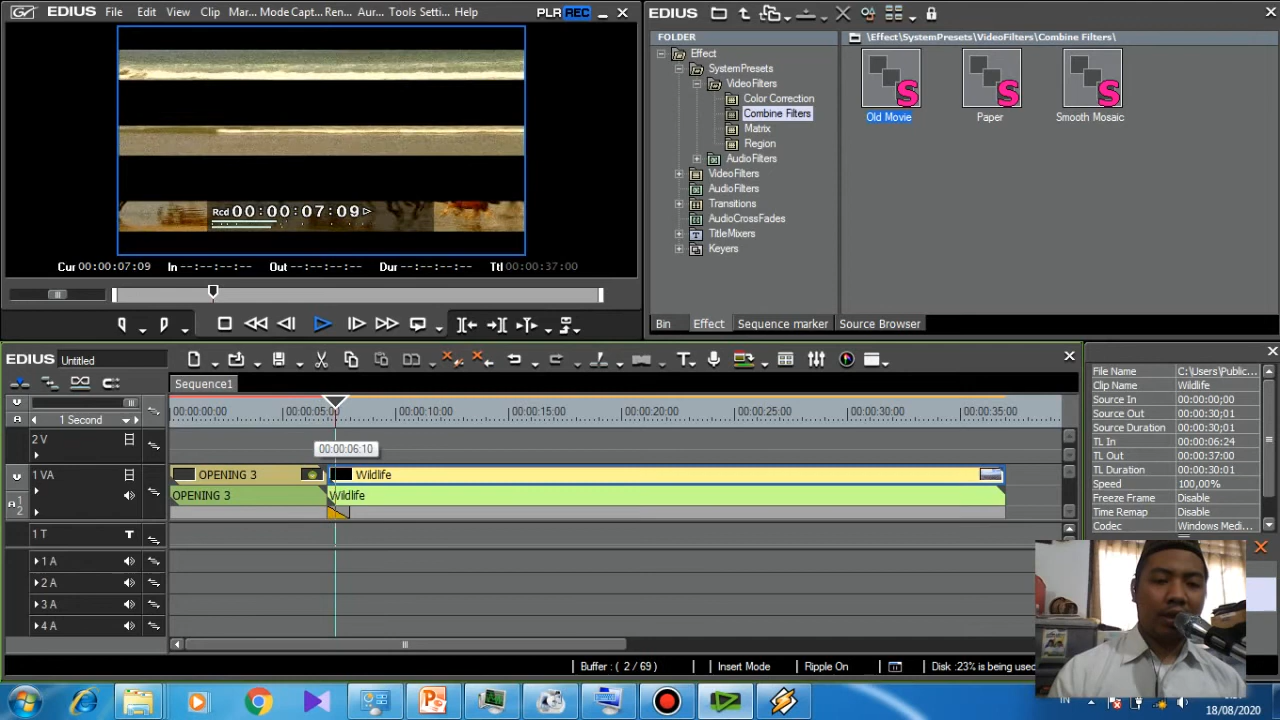 EDIUS File Edit View Clip Mar... Mode Capt... Ren... Aur... Tools Setti... Hel... PLR REC
Rcd 00:00:07:09
Cur 00:00:07:09 In --:--:--:-- Out --:--:--:-- Dur --:--:--:-- Ttl 00:00:37:00
EDIUS
FOLDER
\Effect\SystemPresets\VideoFilters\Combine Filters\
Effect
SystemPresets
VideoFilters
Color Correction
Combine Filters
Matrix
Region
AudioFilters
VideoFilters
AudioFilters
Transitions
AudioCrossFades
TitleMixers
Keyers
Old Movie
Paper
Smooth Mosaic
Bin Effect Sequence marker Source Browser
EDIUS Untitled
Sequence1
00:00:00:00 00:00:05:00 00:00:10:00 00:00:15:00 00:00:20:00 00:00:25:00 00:00:30:00 00:00:35:00
1 Second
2 V
00:00:06:10
1 VA
OPENING 3 Wildlife
OPENING 3 Wildlife
1 T
1 A
2 A
3 A
4 A
File Name C:\Users\Public...
Clip Name Wildlife
Source In 00:00:00;00
Source Out 00:00:30;01
Source Duration 00:00:30;01
TL In 00:00:06:24
TL Out 00:00:37:00
TL Duration 00:00:30:01
Speed 100,00%
Freeze Frame Disable
Time Remap Disable
Codec Windows Medi...
Buffer : ( 2 / 69 ) Insert Mode Ripple On Disk :23% is being used
IN
18/08/2020